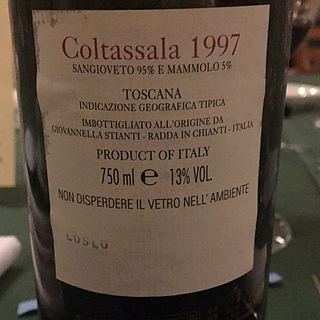 Coltassala 1997
SANGIOVETO 95% E MAMMOLO 5%
TOSCANA
INDICAZIONE GEOGRAFICA TIPICA
IMBOTTIGLIATO ALL'ORIGINE DA
GIOVANNELLA STIANTI - RADDA IN CHIANTI - ITALIA
PRODUCT OF ITALY
750 ml e 13% VOL.
NON DISPERDERE IL VETRO NELL' AMBIENTE